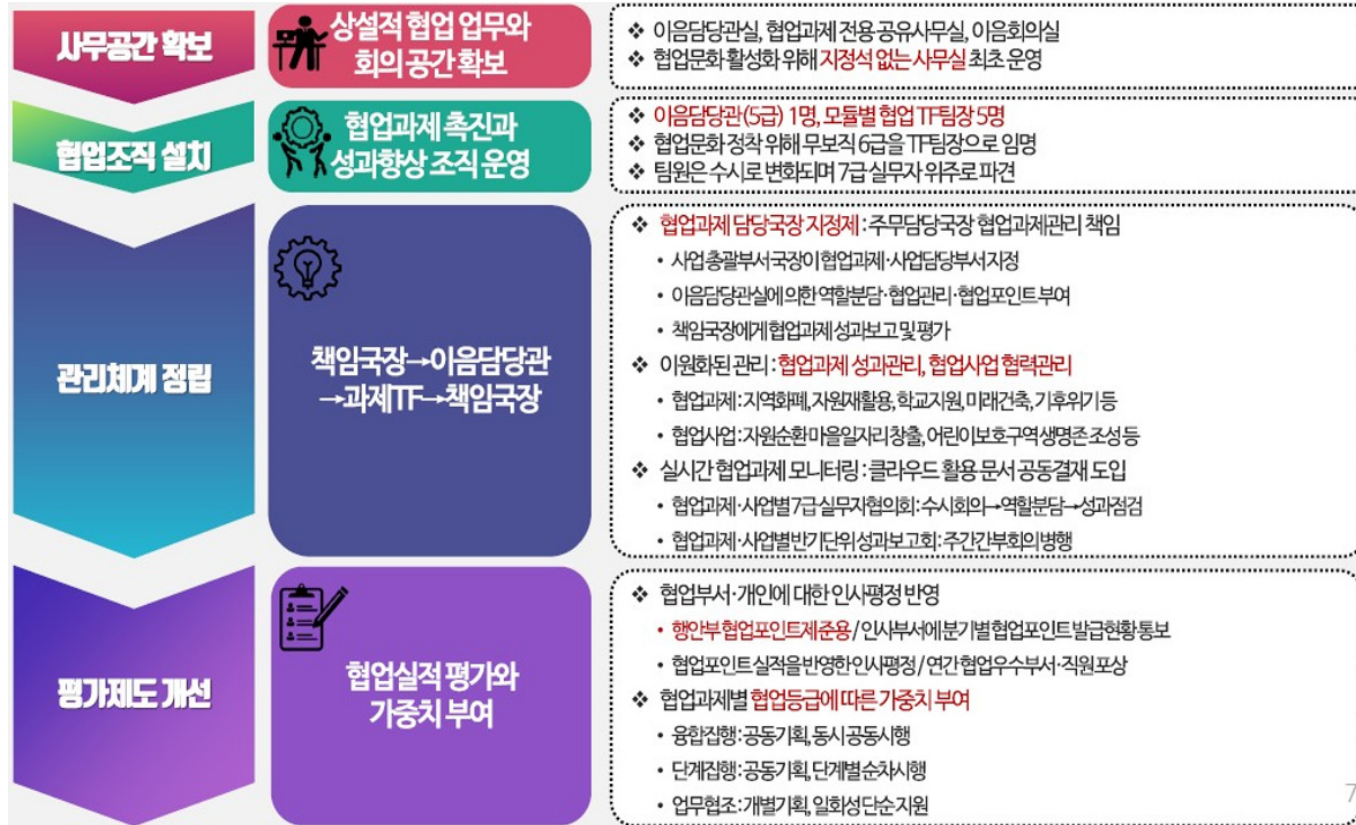 사무공간 확보
상설적 협업 업무와
회의 공간 확보
❖ 이음담당관실, 협업과제 전용 공유사무실, 이음회의실
❖ 협업문화 활성화 위해 지정석 없는 사무실 최초 운영
협업조직 설치
협업과제 촉진과
성과향상 조직 운영
❖ 이음담당관(5급) 1명, 모듈별 협업 TF팀장 5명
❖ 협업문화 정착 위해 무보직 6급을 TF팀장으로 임명
❖ 팀원은 수시로 변화되며 7급 실무자 위주로 파견
관리체계 정립
책임국장→이음담당관
→과제TF→책임국장
❖ 협업과제 담당국장 지정제 : 주무담당국장 협업과제관리 책임
• 사업 총괄부서 국장이 협업과제·사업담당부서 지정
• 이음담당관실에 의한 역할분담·협업관리·협업포인트 부여
• 책임국장에게 협업과제 성과보고 및 평가
❖ 이원화된 관리 : 협업과제 성과관리, 협업사업 협력관리
• 협업과제 : 지역화폐, 자원재활용, 학교지원, 미래건축, 기후위기 등
• 협업사업 : 자원순환마을일자리 창출, 어린이보호구역 생명존 조성 등
❖ 실시간 협업과제 모니터링 : 클라우드 활용 문서 공동결재 도입
• 협업과제·사업별 7급 실무자협의회 : 수시회의→역할분담→성과점검
• 협업과제·사업별 반기단위 성과보고회 : 주간간부회의 병행
평가제도 개선
협업실적 평가와
가중치 부여
❖ 협업부서·개인에 대한 인사평정 반영
• 행안부 협업포인트제 준용 / 인사부서에 분기별 협업포인트 발급현황 통보
• 협업포인트 실적을 반영한 인사평정 / 연간 협업우수부서·직원 포상
❖ 협업과제별 협업등급에 따른 가중치 부여
• 융합집행 : 공동기획, 동시 공동시행
• 단계집행 : 공동기획, 단계별 순차시행
• 업무협조 : 개별기획, 일회성 단순지원
7